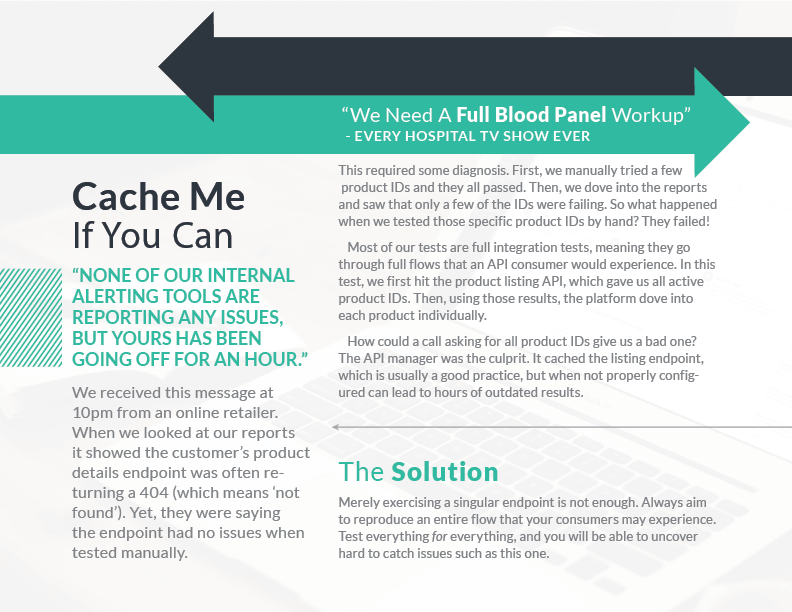 Cache Me
If You Can
“NONE OF OUR INTERNAL
ALERTING TOOLS ARE
REPORTING ANY ISSUES,
BUT YOURS HAS BEEN
GOING OFF FOR AN HOUR.”
We received this message at
10pm from an online retailer.
When we looked at our reports
it showed the customer’s product
details endpoint was often re-
turning a 404 (which means ‘not
found’). Yet, they were saying
the endpoint had no issues when
tested manually.
“We Need A Full Blood Panel Workup”
- EVERY HOSPITAL TV SHOW EVER
This required some diagnosis. First, we manually tried a few
product IDs and they all passed. Then, we dove into the reports
and saw that only a few of the IDs were failing. So what happened
when we tested those specific product IDs by hand? They failed!
Most of our tests are full integration tests, meaning they go
through full flows that an API consumer would experience. In this
test, we first hit the product listing API, which gave us all active
product IDs. Then, using those results, the platform dove into
each product individually.
How could a call asking for all product IDs give us a bad one?
The API manager was the culprit. It cached the listing endpoint,
which is usually a good practice, but when not properly config-
ured can lead to hours of outdated results.
The Solution
Merely exercising a singular endpoint is not enough. Always aim
to reproduce an entire flow that your consumers may experience.
Test everything for everything, and you will be able to uncover
hard to catch issues such as this one.